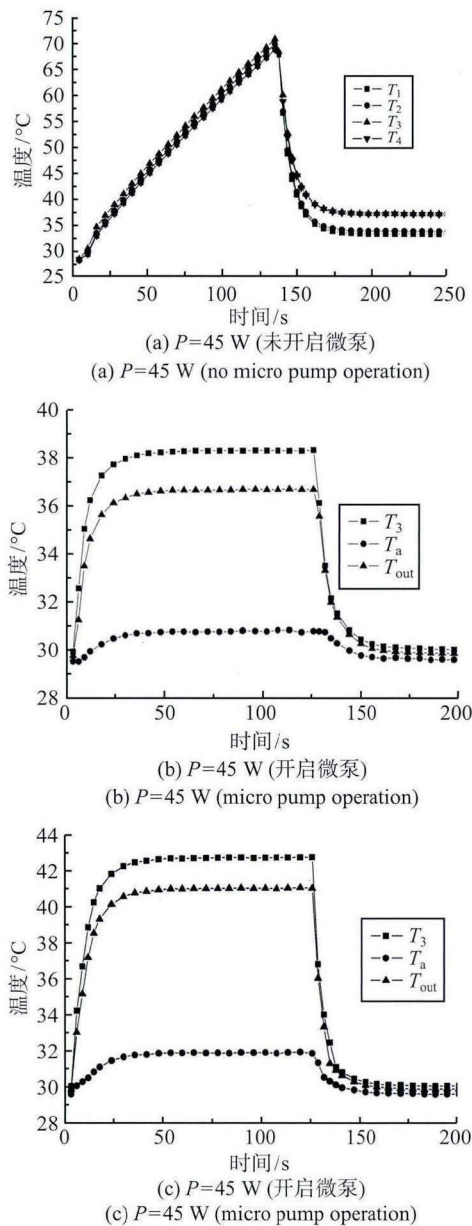 75
70
65
60
55
50
45
40
35
30
25
温度/°C
T₁
T₂
T₃
T₄
0 50 100 150 200 250
时间/s
(a) P=45 W (未开启微泵)
(a) P=45 W (no micro pump operation)
40
38
36
34
32
30
28
温度/°C
T₃
Tₐ
T_out
0 50 100 150 200
时间/s
(b) P=45 W (开启微泵)
(b) P=45 W (micro pump operation)
44
42
40
38
36
34
32
30
28
温度/°C
T₃
Tₐ
T_out
0 50 100 150 200
时间/s
(c) P=45 W (开启微泵)
(c) P=45 W (micro pump operation)